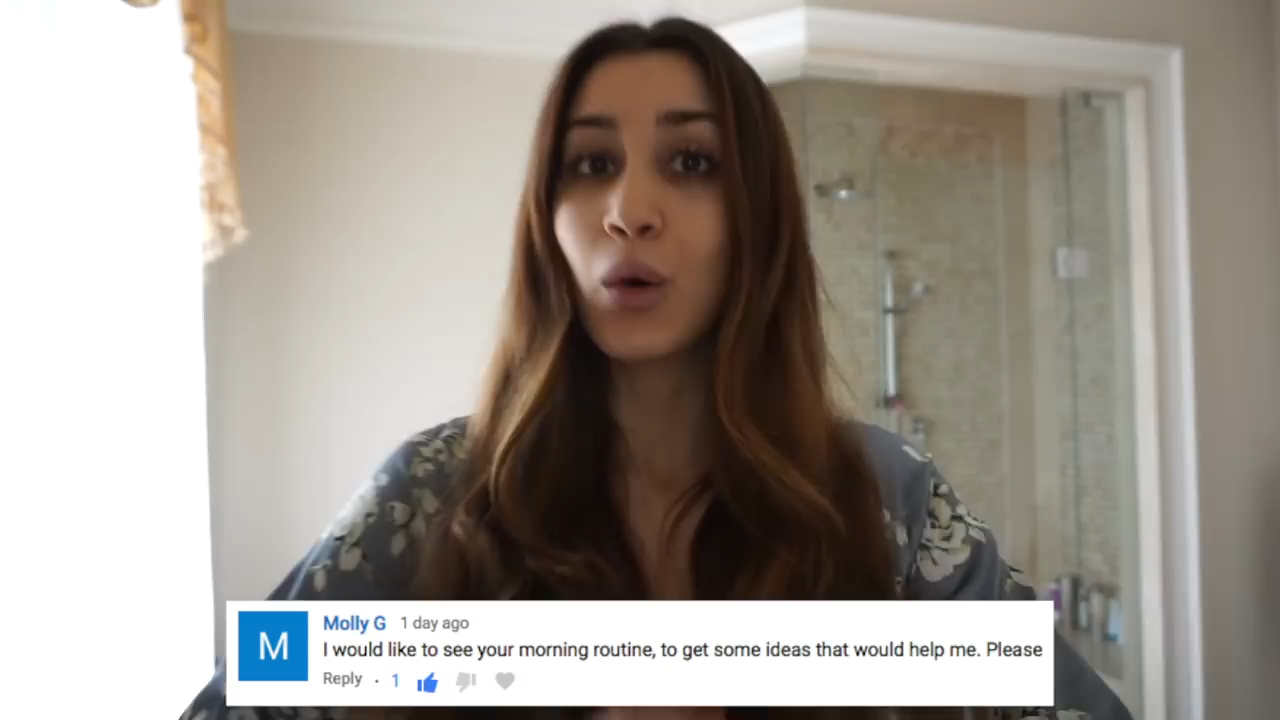 M
Molly G 1 day ago
I would like to see your morning routine, to get some ideas that would help me. Please
Reply · 1